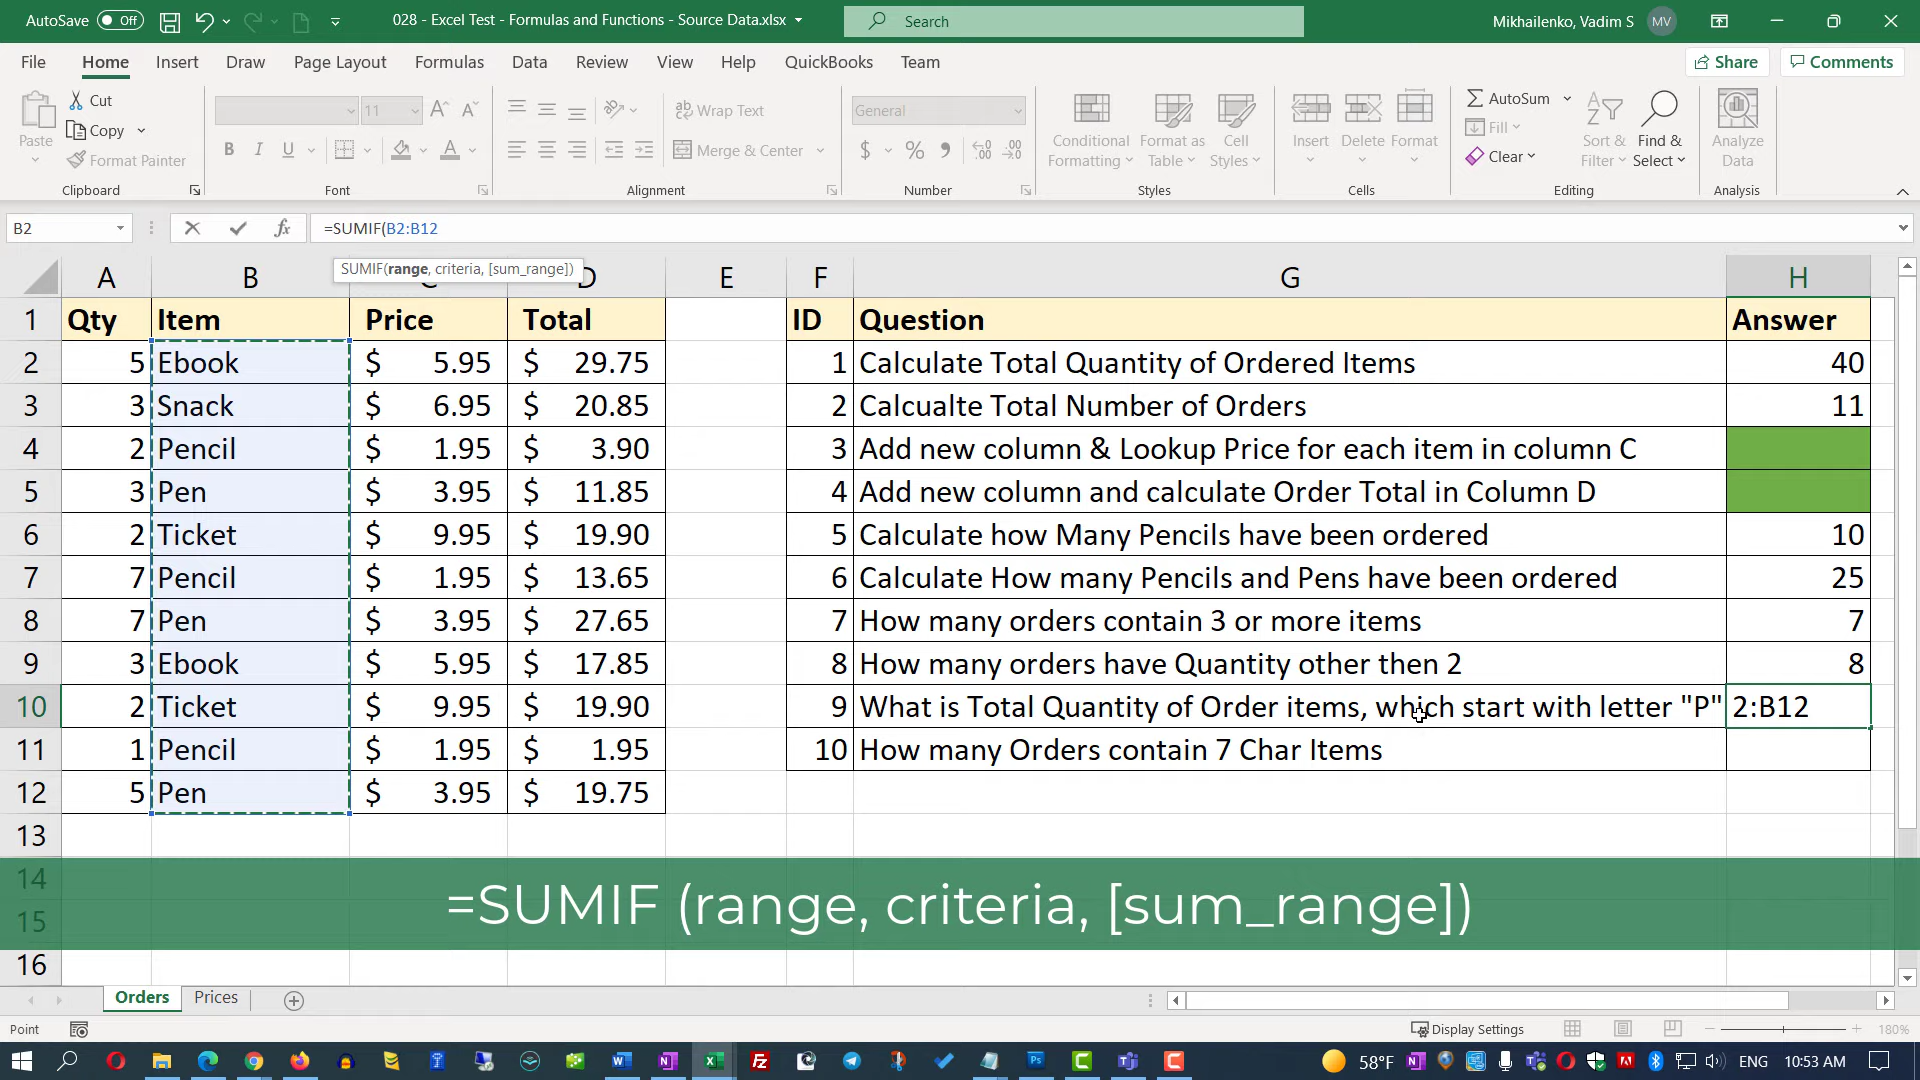 AutoSave Off 028 - Excel Test - Formulas and Functions - Source Data.xlsx Search Mikhailenko, Vadim S MV
File Home Insert Draw Page Layout Formulas Data Review View Help QuickBooks Team Share Comments
Cut
Copy
Format Painter
Paste
11
Wrap Text
Merge & Center
General
Conditional Formatting
Format as Table
Cell Styles
Insert
Delete
Format
AutoSum
Fill
Clear
Sort & Filter
Find & Select
Analyze Data
Clipboard Font Alignment Number Styles Cells Editing Analysis
B2 =SUMIF(B2:B12
SUMIF(range, criteria, [sum_range])
A B C D E F G H
1 Qty Item Price Total ID Question Answer
2 5 Ebook $ 5.95 $ 29.75 1 Calculate Total Quantity of Ordered Items 40
3 3 Snack $ 6.95 $ 20.85 2 Calcualte Total Number of Orders 11
4 2 Pencil $ 1.95 $ 3.90 3 Add new column & Lookup Price for each item in column C
5 3 Pen $ 3.95 $ 11.85 4 Add new column and calculate Order Total in Column D
6 2 Ticket $ 9.95 $ 19.90 5 Calculate how Many Pencils have been ordered 10
7 7 Pencil $ 1.95 $ 13.65 6 Calculate How many Pencils and Pens have been ordered 25
8 7 Pen $ 3.95 $ 27.65 7 How many orders contain 3 or more items 7
9 3 Ebook $ 5.95 $ 17.85 8 How many orders have Quantity other then 2 8
10 2 Ticket $ 9.95 $ 19.90 9 What is Total Quantity of Order items, which start with letter "P" 2:B12
11 1 Pencil $ 1.95 $ 1.95 10 How many Orders contain 7 Char Items
12 5 Pen $ 3.95 $ 19.75
13
14
=SUMIF (range, criteria, [sum_range])
15
16
Orders Prices
Point Display Settings 180%
58°F ENG 10:53 AM